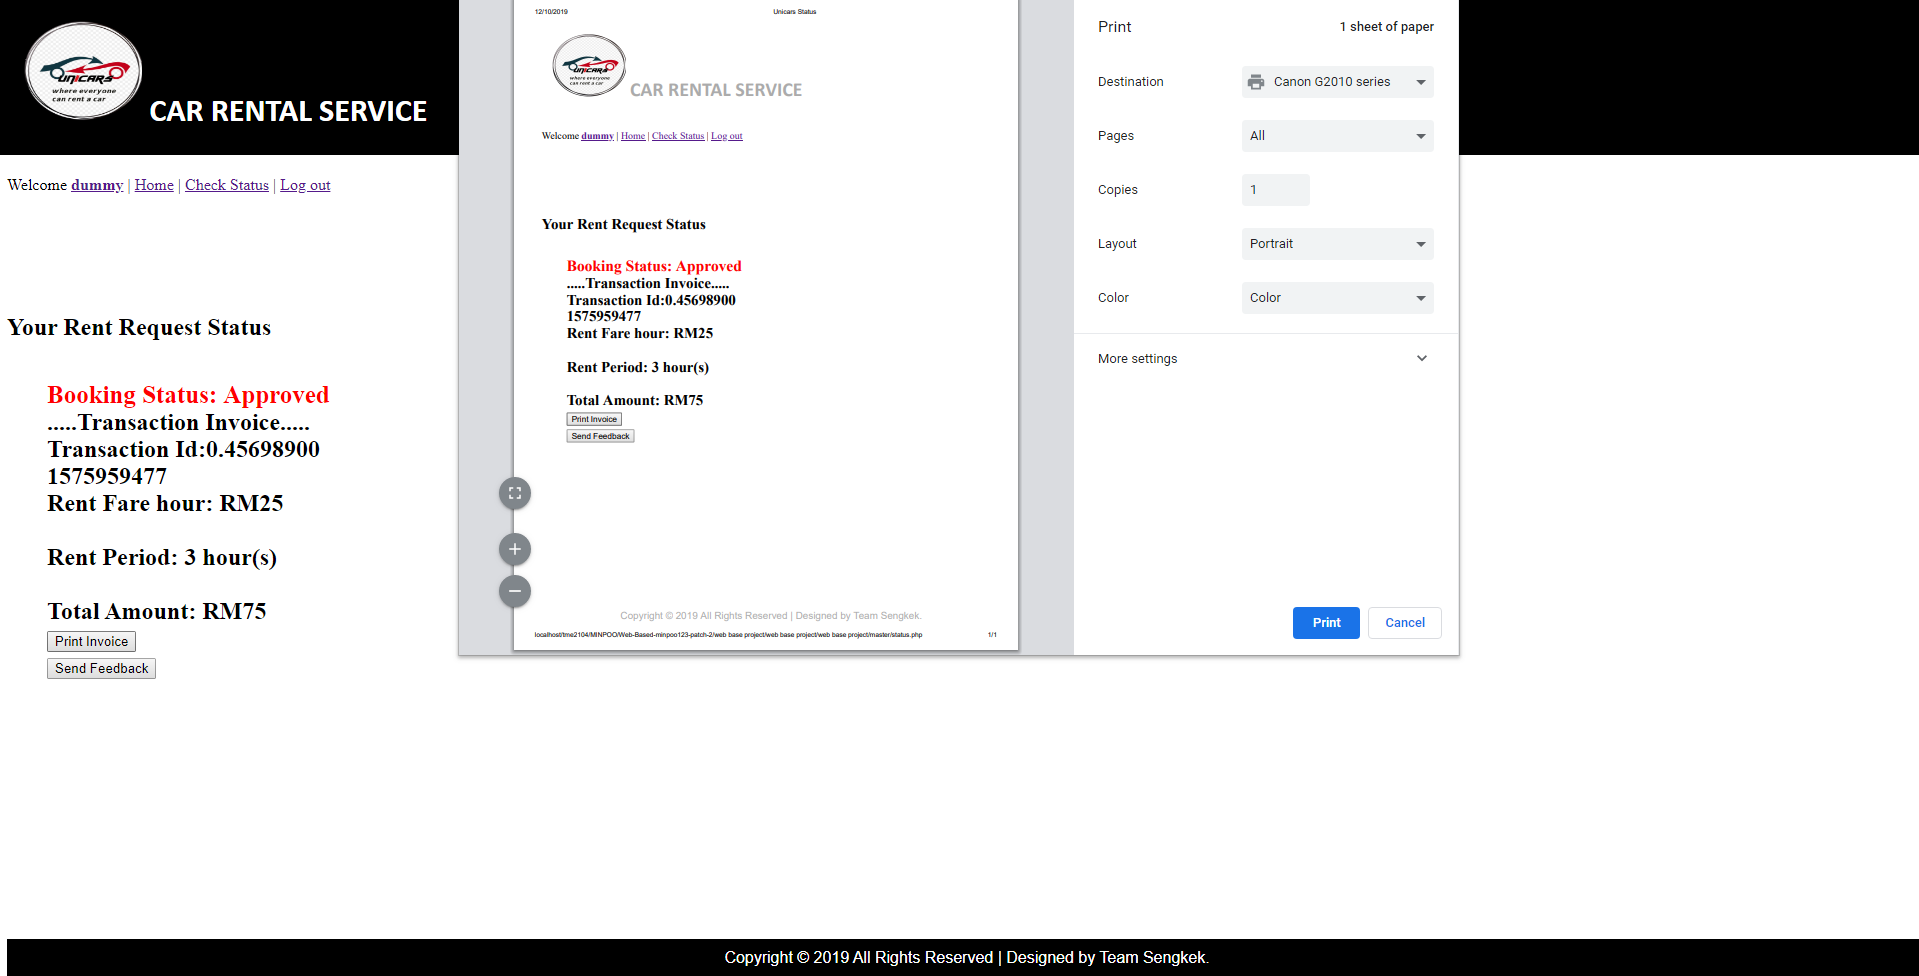 UNICARS
where everyone
can rent a car
CAR RENTAL SERVICE
Welcome dummy | Home | Check Status | Log out
Your Rent Request Status
Booking Status: Approved
.....Transaction Invoice.....
Transaction Id:0.45698900
1575959477
Rent Fare hour: RM25
Rent Period: 3 hour(s)
Total Amount: RM75
Print Invoice
Send Feedback
12/10/2019 Unicars Status
UNICARS
where everyone
can rent a car
CAR RENTAL SERVICE
Welcome dummy | Home | Check Status | Log out
Your Rent Request Status
Booking Status: Approved
.....Transaction Invoice.....
Transaction Id:0.45698900
1575959477
Rent Fare hour: RM25
Rent Period: 3 hour(s)
Total Amount: RM75
Print Invoice
Send Feedback
Copyright © 2019 All Rights Reserved | Designed by Team Sengkek.
localhost/tme2104/MINPOO/Web-Based-minpoo123-patch-2/web base project/web base project/web base project/master/status.php 1/1
Print 1 sheet of paper
Destination Canon G2010 series
Pages All
Copies 1
Layout Portrait
Color Color
More settings
Print Cancel
Copyright © 2019 All Rights Reserved | Designed by Team Sengkek.